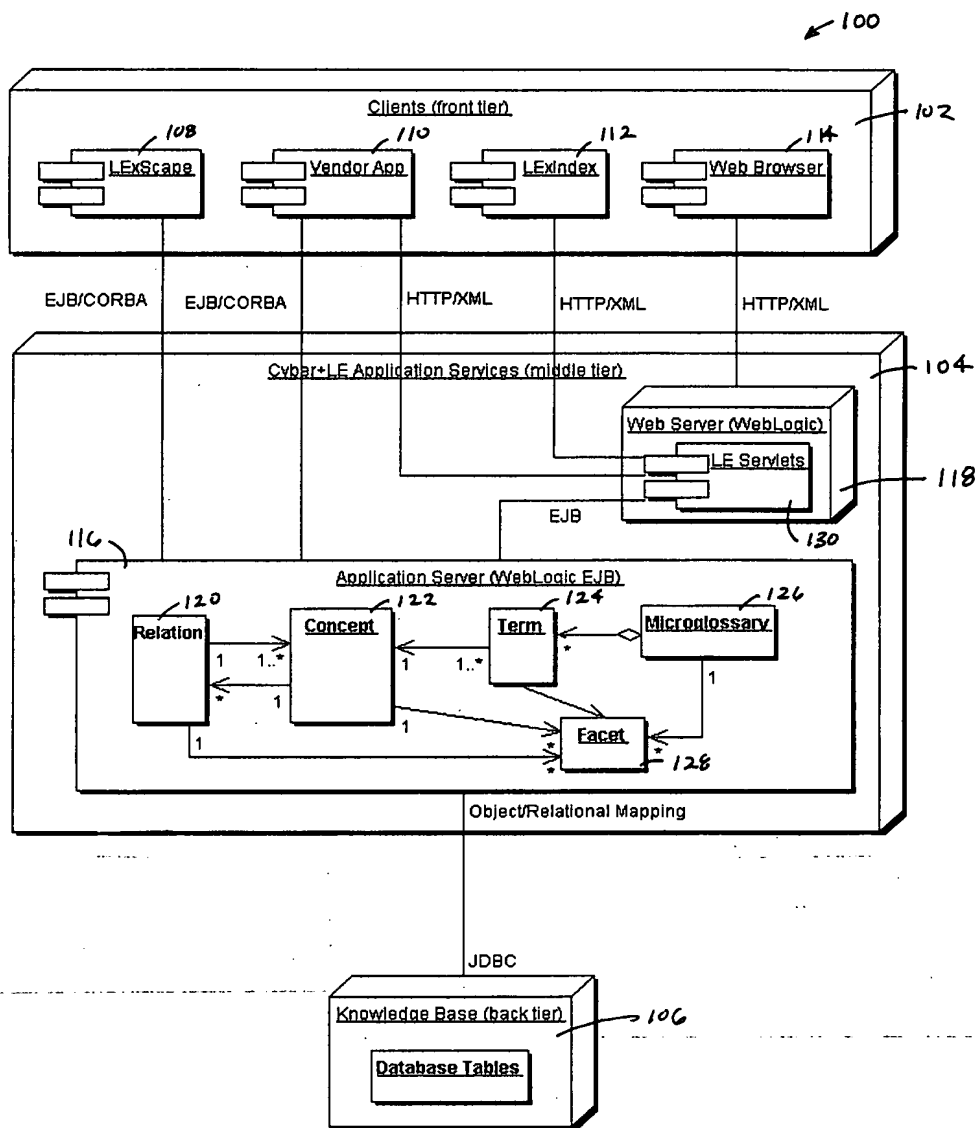 100
Clients (front tier)
102
108
110
112
114
LExScape
Vendor App
LExIndex
Web Browser
EJB/CORBA
EJB/CORBA
HTTP/XML
HTTP/XML
HTTP/XML
Cyber+LE Application Services (middle tier)
104
Web Server (WebLogic)
LE Servlets
118
130
EJB
116
Application Server (WebLogic EJB)
120
122
124
126
Relation
Concept
Term
Microglossary
1
1..*
1
1..*
*
*
1
1
1
Facet
1
*
*
*
128
Object/Relational Mapping
JDBC
Knowledge Base (back tier)
106
Database Tables